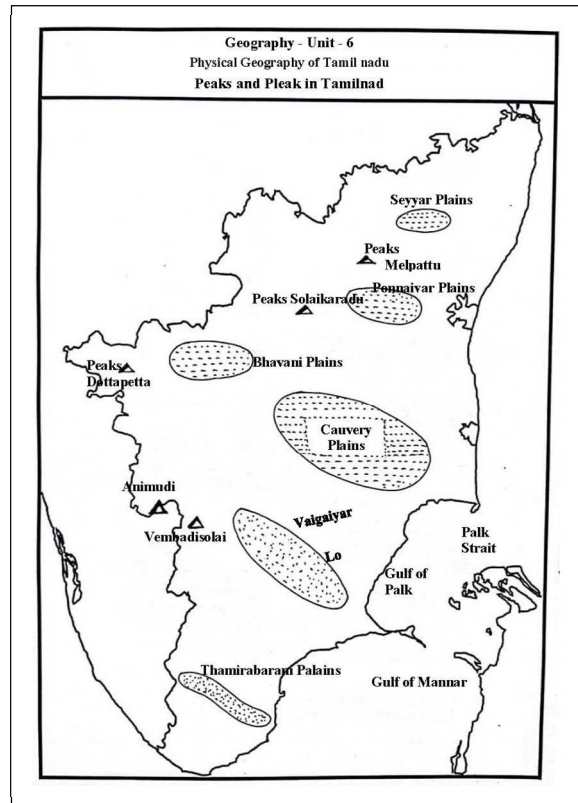 Geography - Unit - 6
Physical Geography of Tamil nadu
Peaks and Pleak in Tamilnad
Seyyar Plains
Peaks
Melpattu
Ponnaiyar Plains
Peaks Solaikaradu
Bhavani Plains
Peaks
Dottapetta
Cauvery
Plains
Animudi
Vembadisolai
Vaigaiyar
Lo
Palk
Strait
Gulf of
Palk
Thamirabaram Palains
Gulf of Mannar